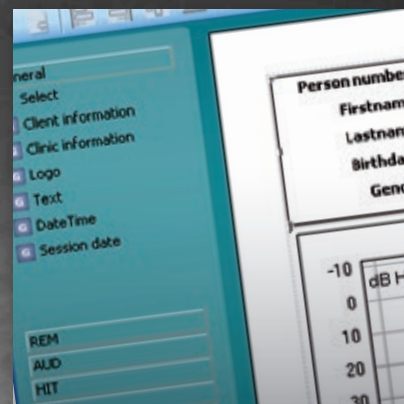 neral
Select
Client information
Clinic information
Logo
Text
DateTime
Session date
REM
AUD
HIT
Person numbe
Firstnam
Lastnam
Birthda
Gend
-10
dB H
0
10
20
30